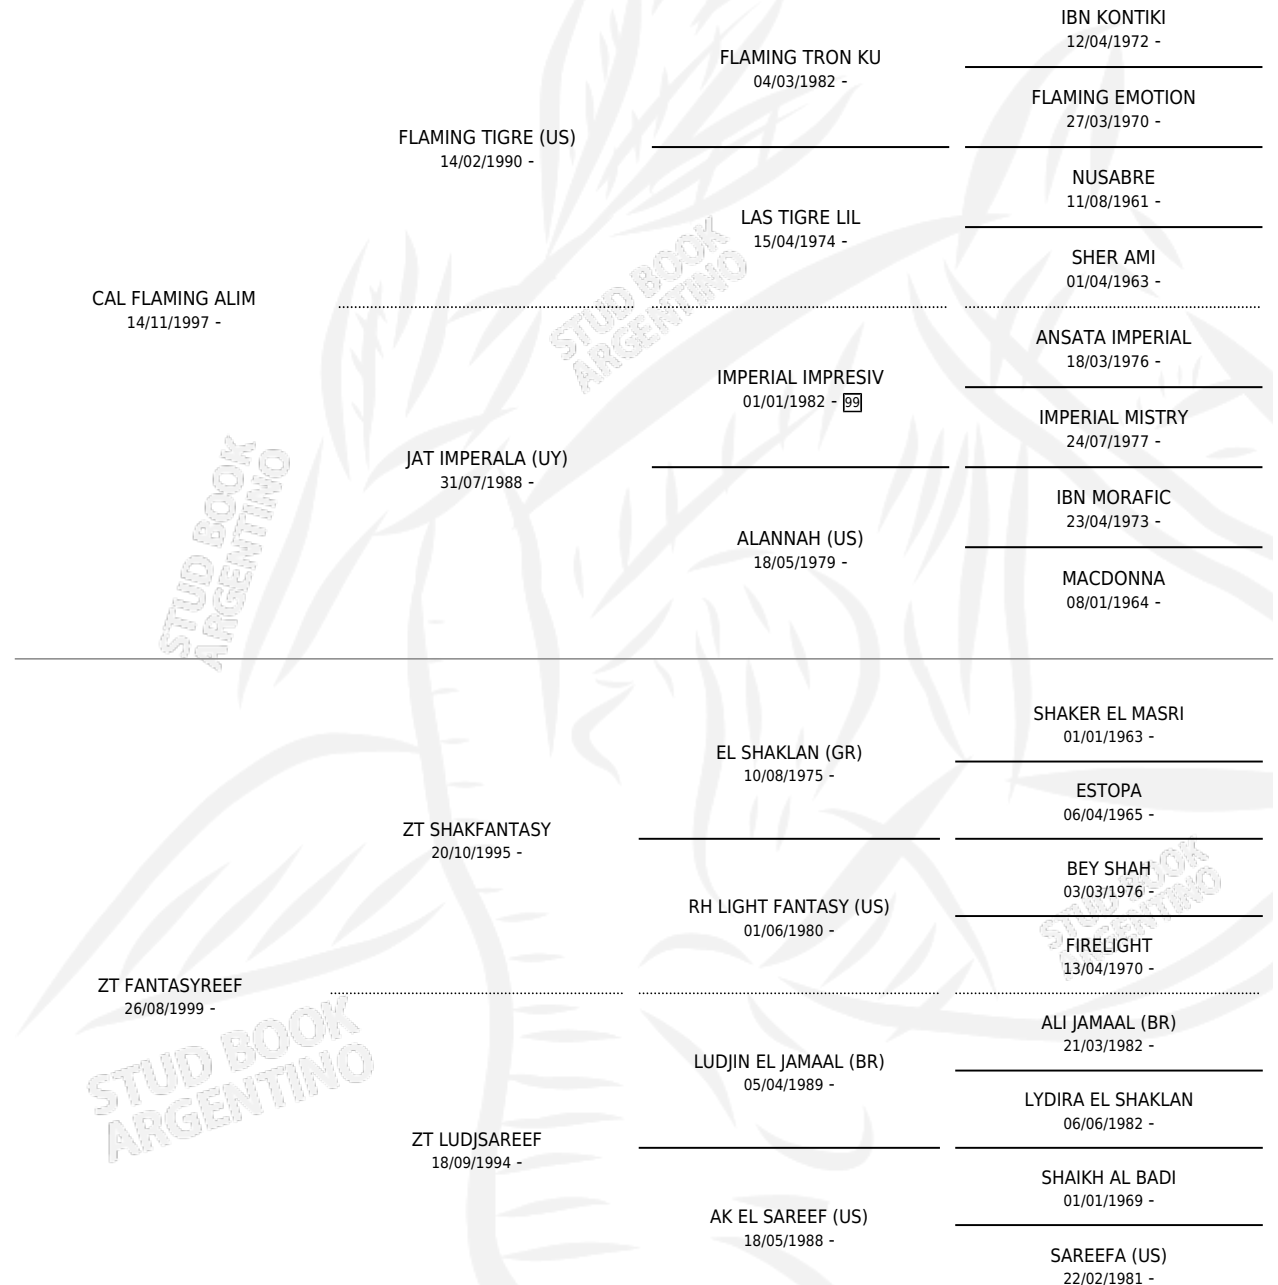 IBN KONTIKI
12/04/1972 -
FLAMING TRON KU
04/03/1982 -
FLAMING EMOTION
27/03/1970 -
FLAMING TIGRE (US)
14/02/1990 -
NUSABRE
11/08/1961 -
LAS TIGRE LIL
15/04/1974 -
SHER AMI
01/04/1963 -
CAL FLAMING ALIM
14/11/1997 -
STUD BOOK
ARGENTINO
ANSATA IMPERIAL
18/03/1976 -
IMPERIAL IMPRESIV
01/01/1982 - 99
IMPERIAL MISTRY
24/07/1977 -
JAT IMPERALA (UY)
31/07/1988 -
IBN MORAFIC
23/04/1973 -
ALANNAH (US)
18/05/1979 -
MACDONNA
08/01/1964 -
STUD BOOK
ARGENTINO
SHAKER EL MASRI
01/01/1963 -
EL SHAKLAN (GR)
10/08/1975 -
ESTOPA
06/04/1965 -
ZT SHAKFANTASY
20/10/1995 -
BEY SHAH
03/03/1976 -
RH LIGHT FANTASY (US)
01/06/1980 -
STUD BOOK
ARGENTINO
FIRELIGHT
13/04/1970 -
ZT FANTASYREEF
26/08/1999 -
ALI JAMAAL (BR)
21/03/1982 -
LUDJIN EL JAMAAL (BR)
05/04/1989 -
STUD BOOK
ARGENTINO
LYDIRA EL SHAKLAN
06/06/1982 -
ZT LUDJSAREEF
18/09/1994 -
SHAIKH AL BADI
01/01/1969 -
AK EL SAREEF (US)
18/05/1988 -
SAREEFA (US)
22/02/1981 -